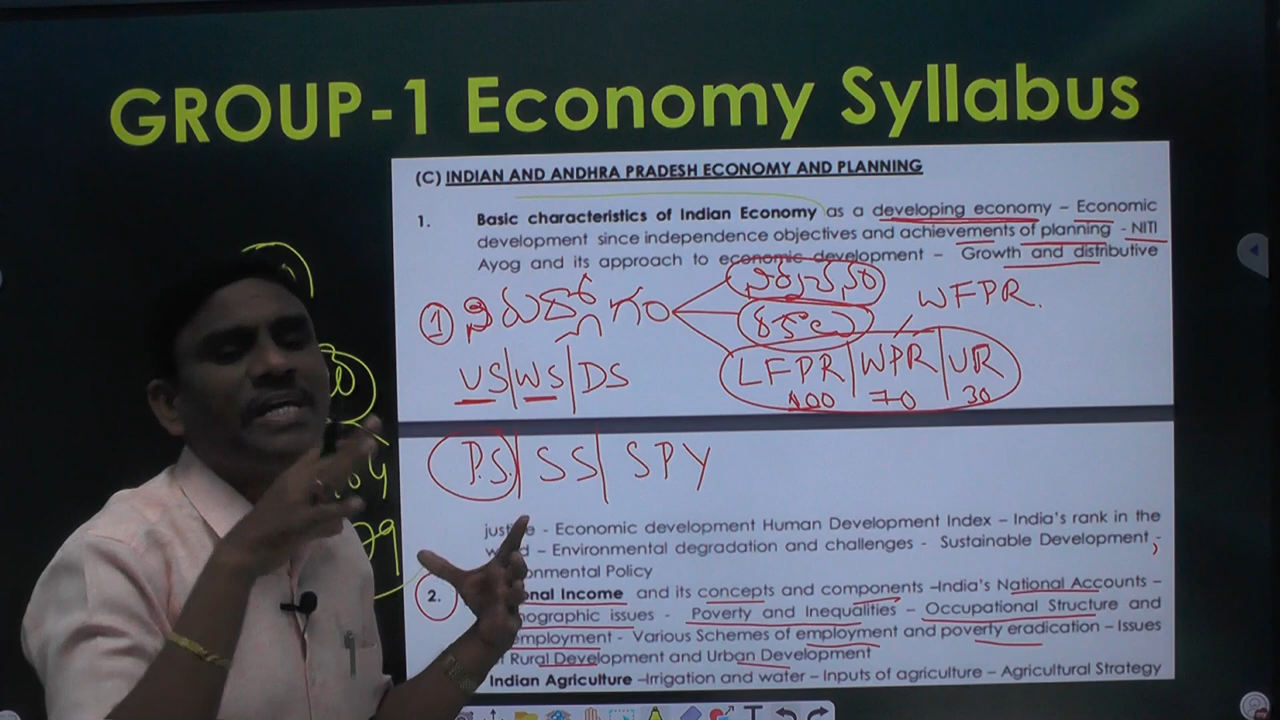 GROUP-1 Economy Syllabus
(C) INDIAN AND ANDHRA PRADESH ECONOMY AND PLANNING
1. Basic characteristics of Indian Economy as a developing economy – Economic
development since independence objectives and achievements of planning - NITI
Ayog and its approach to economic development – Growth and distributive
WFPR.
① నిరుద్యోగం
LFPR | WPR | UR
100 70 30
US | WS | DS
P.S. | SS | SPY
- Economic development Human Development Index – India's rank in the
– Environmental degradation and challenges - Sustainable Development -
Policy
2. Income and its concepts and components –India's National Accounts –
issues - Poverty and Inequalities – Occupational Structure and
- Various Schemes of employment and poverty eradication – Issues
Rural Development and Urban Development
Indian Agriculture –Irrigation and water – Inputs of agriculture – Agricultural Strategy